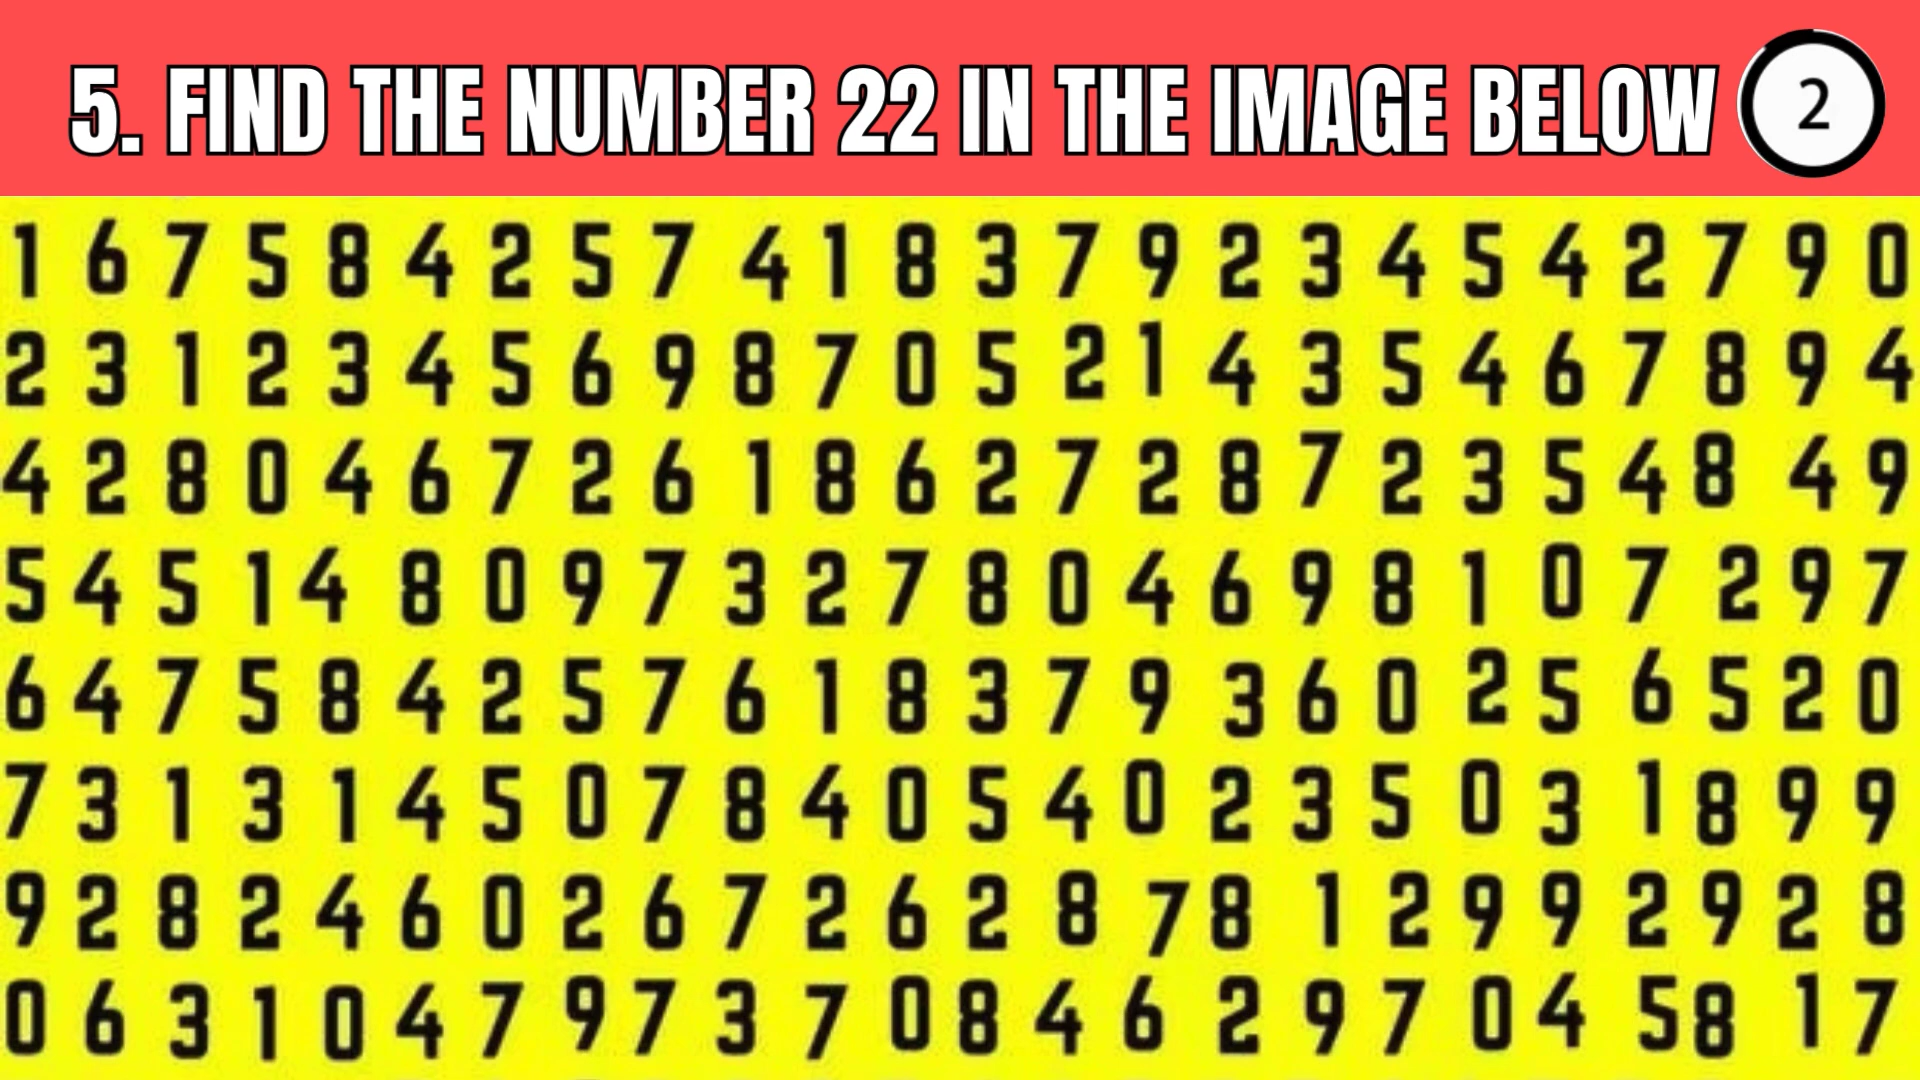 5. FIND THE NUMBER 22 IN THE IMAGE BELOW 2
1 6 7 5 8 4 2 5 7 4 1 8 3 7 9 2 3 4 5 4 2 7 9 0
2 3 1 2 3 4 5 6 9 8 7 0 5 2 1 4 3 5 4 6 7 8 9 4
4 2 8 0 4 6 7 2 6 1 8 6 2 7 2 8 7 2 3 5 4 8 4 9
5 4 5 1 4 8 0 9 7 3 2 7 8 0 4 6 9 8 1 0 7 2 9 7
6 4 7 5 8 4 2 5 7 6 1 8 3 7 9 3 6 0 2 5 6 5 2 0
7 3 1 3 1 4 5 0 7 8 4 0 5 4 0 2 3 5 0 3 1 8 9 9
9 2 8 2 4 6 0 2 6 7 2 6 2 8 7 8 1 2 9 9 2 9 2 8
0 6 3 1 0 4 7 9 7 3 7 0 8 4 6 2 9 7 0 4 5 8 1 7